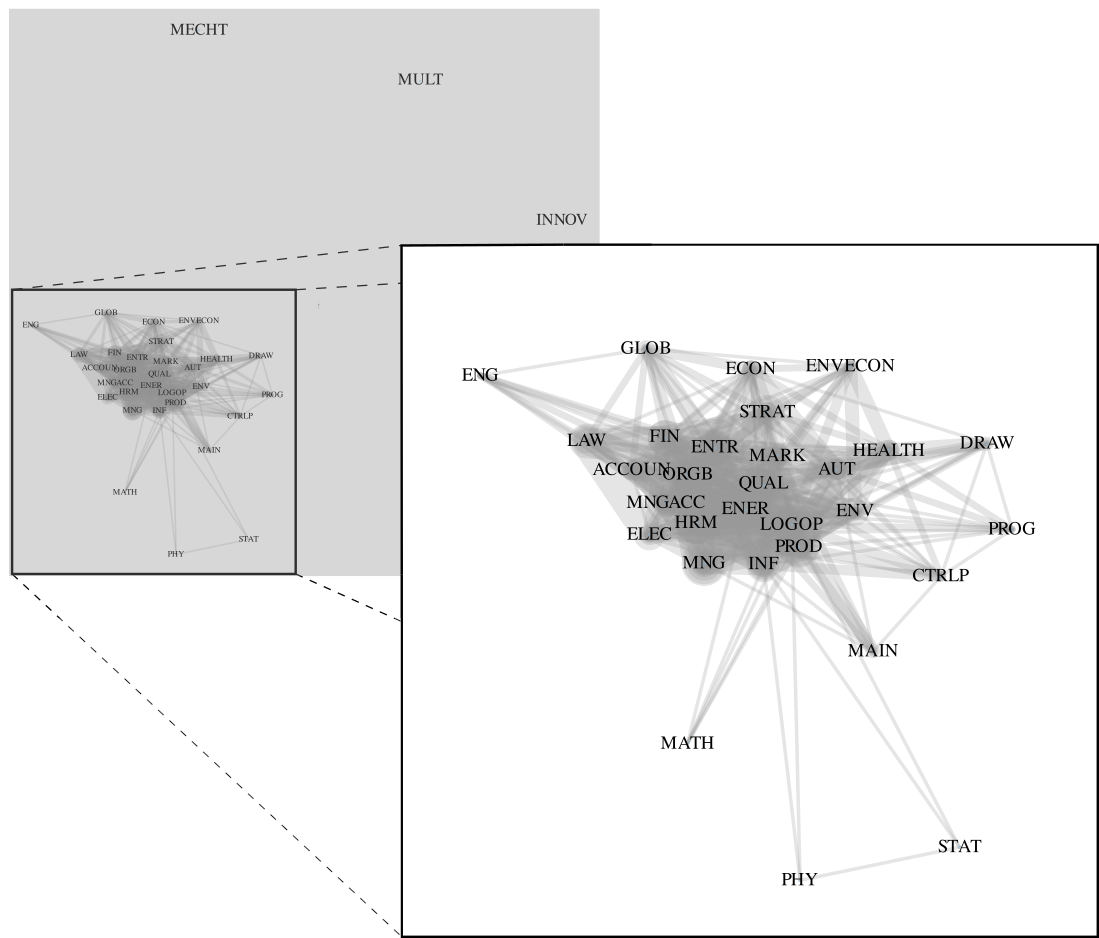 MECHT
MULT
INNOV
GLOB
ENG
ECON
ENVECON
STRAT
LAW
FIN
ENTR
MARK
HEALTH
DRAW
ACCOUN
ORGB
QUAL
AUT
MNGACC
ENER
ENV
HRM
LOGOP
PROG
ELEC
PROD
MNG
INF
CTRLP
MAIN
MATH
STAT
PHY
GLOB
ENG
ECON
ENVECON
STRAT
LAW
FIN
ENTR
MARK
HEALTH
DRAW
ACCOUN
ORGB
QUAL
AUT
MNGACC
ENER
ENV
HRM
LOGOP
PROG
ELEC
PROD
MNG
INF
CTRLP
MAIN
MATH
STAT
PHY